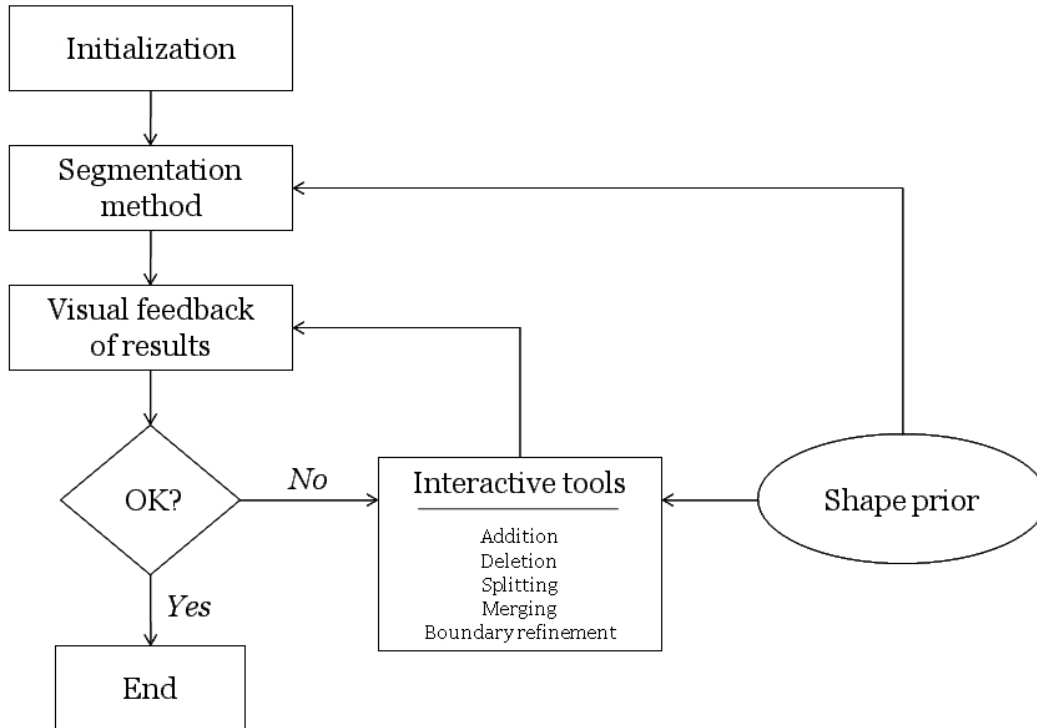 Initialization
Segmentation
method
Visual feedback
of results
OK?
No
Yes
End
Interactive tools
Addition
Deletion
Splitting
Merging
Boundary refinement
Shape prior